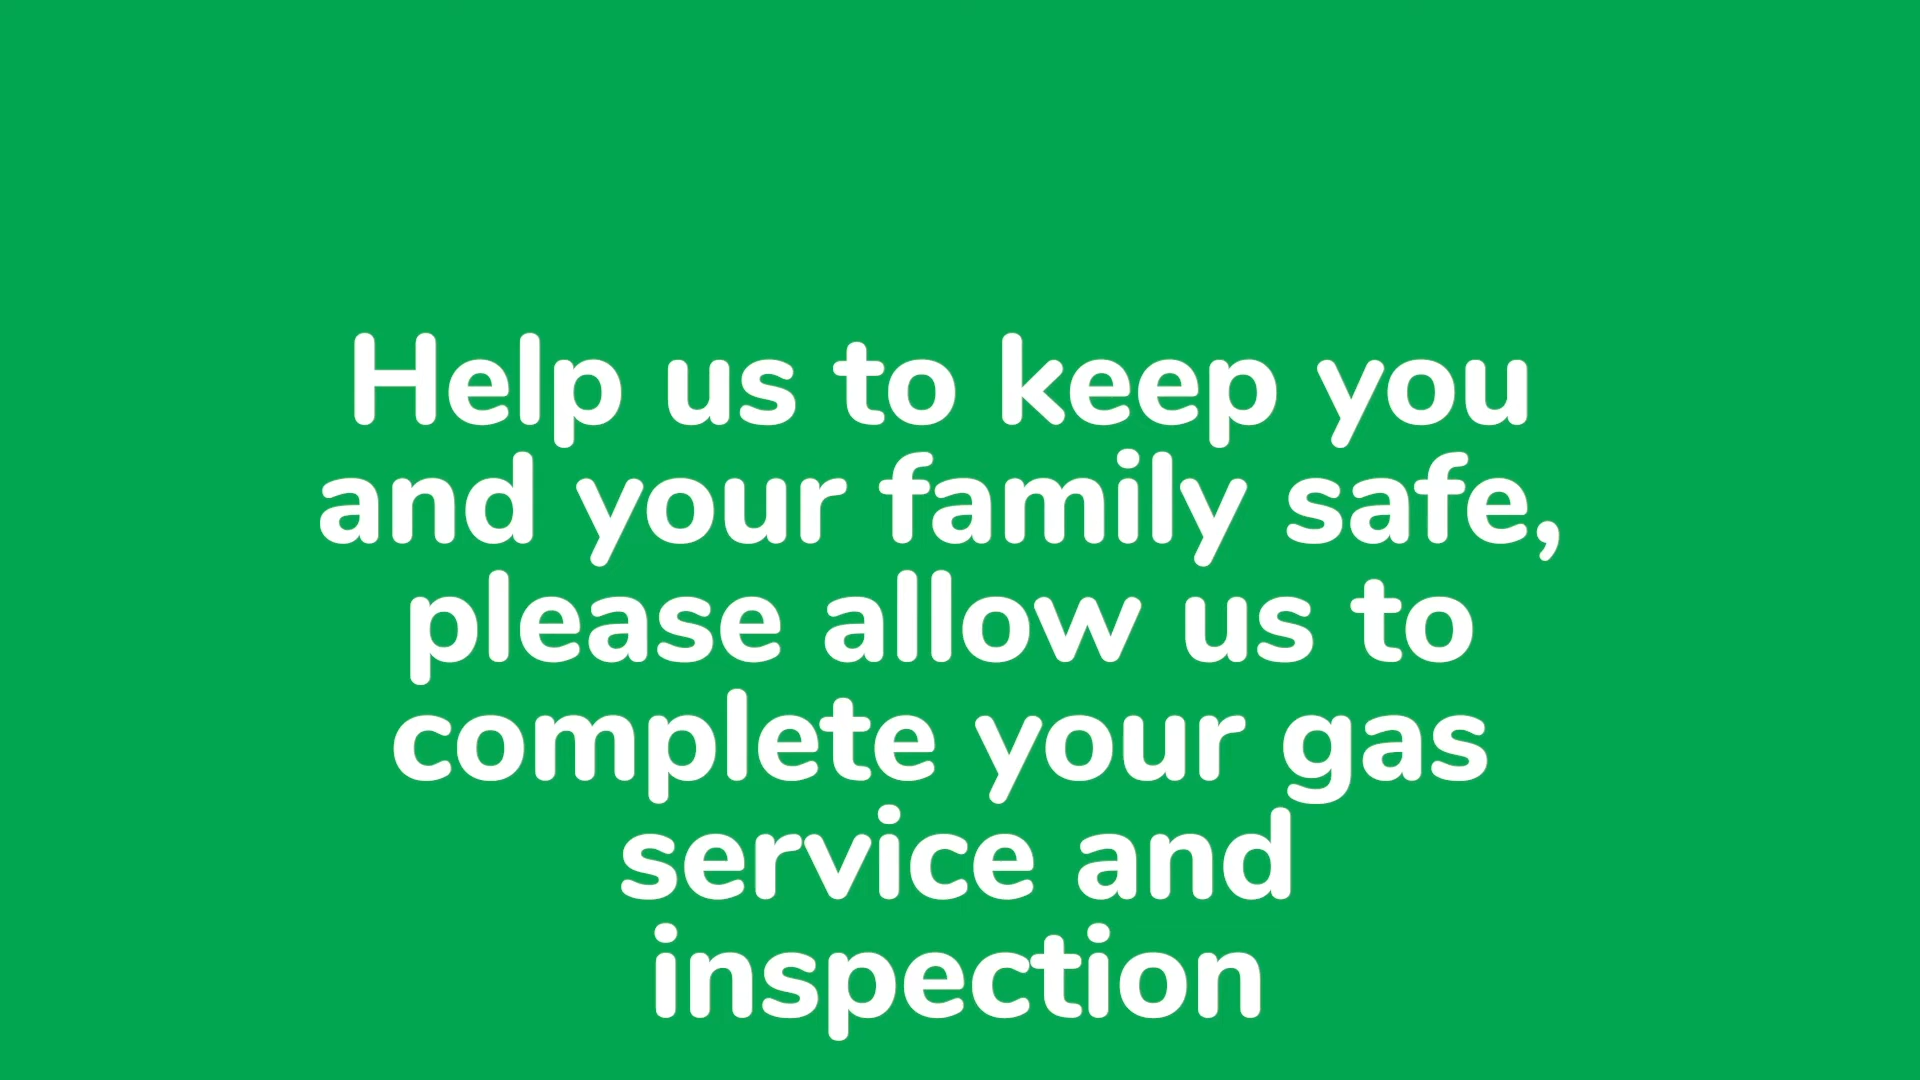 Help us to keep you
and your family safe,
please allow us to
complete your gas
service and
inspection